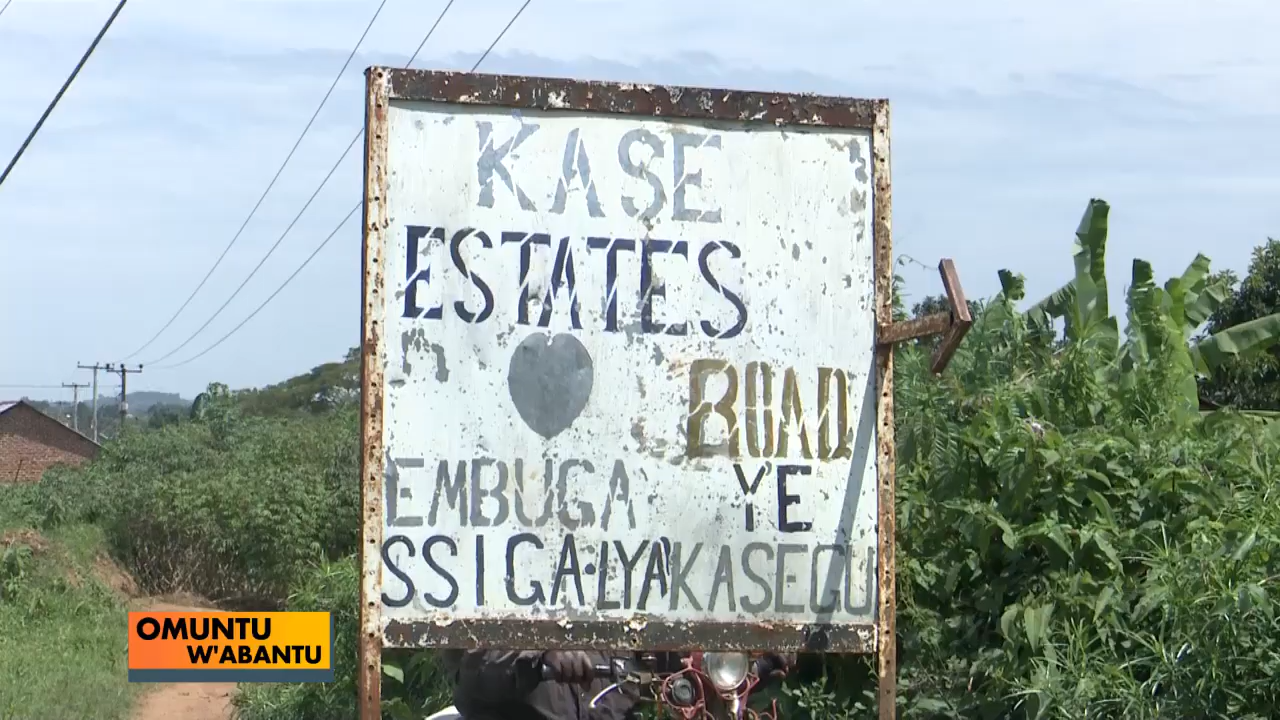 KASE
ESTATES
ROAD
EMBUGA YE
SSIGA·LYA'KASEGU
OMUNTU
W'ABANTU